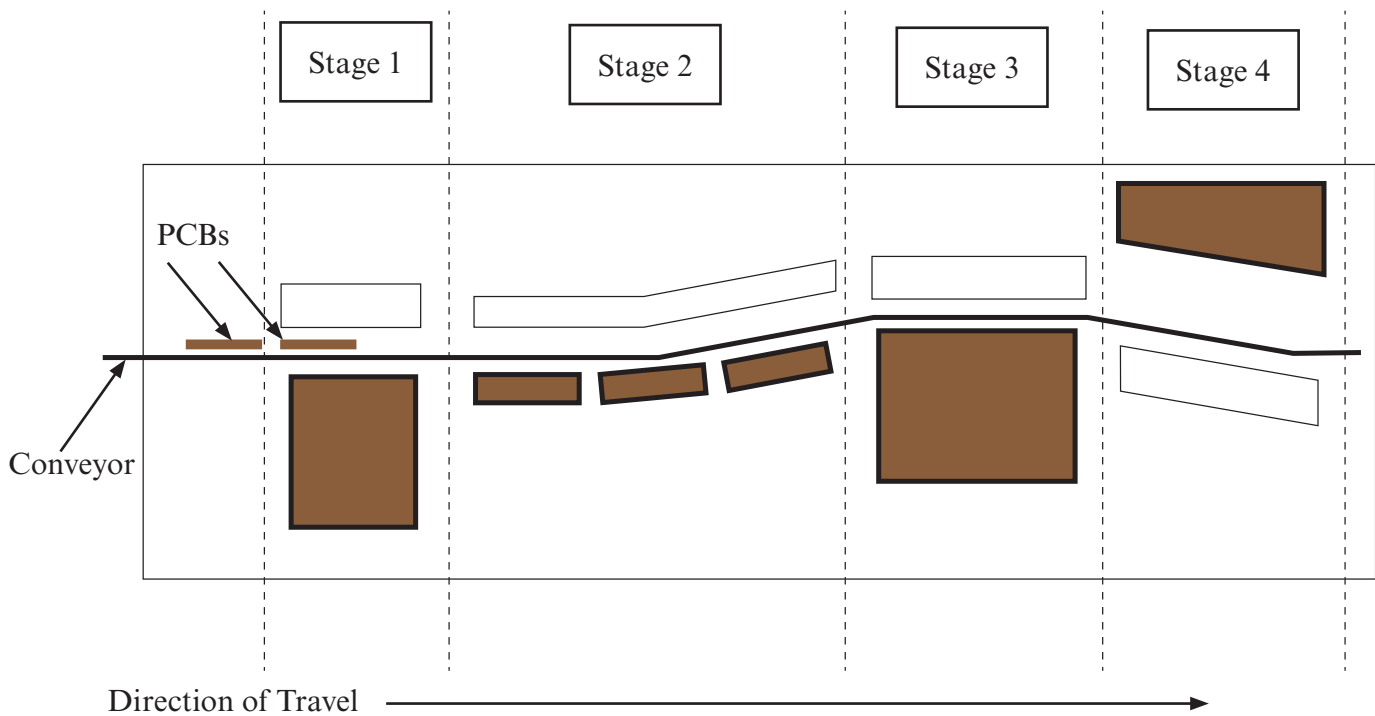 Stage 1
Stage 2
Stage 3
Stage 4
PCBs
Conveyor
Direction of Travel